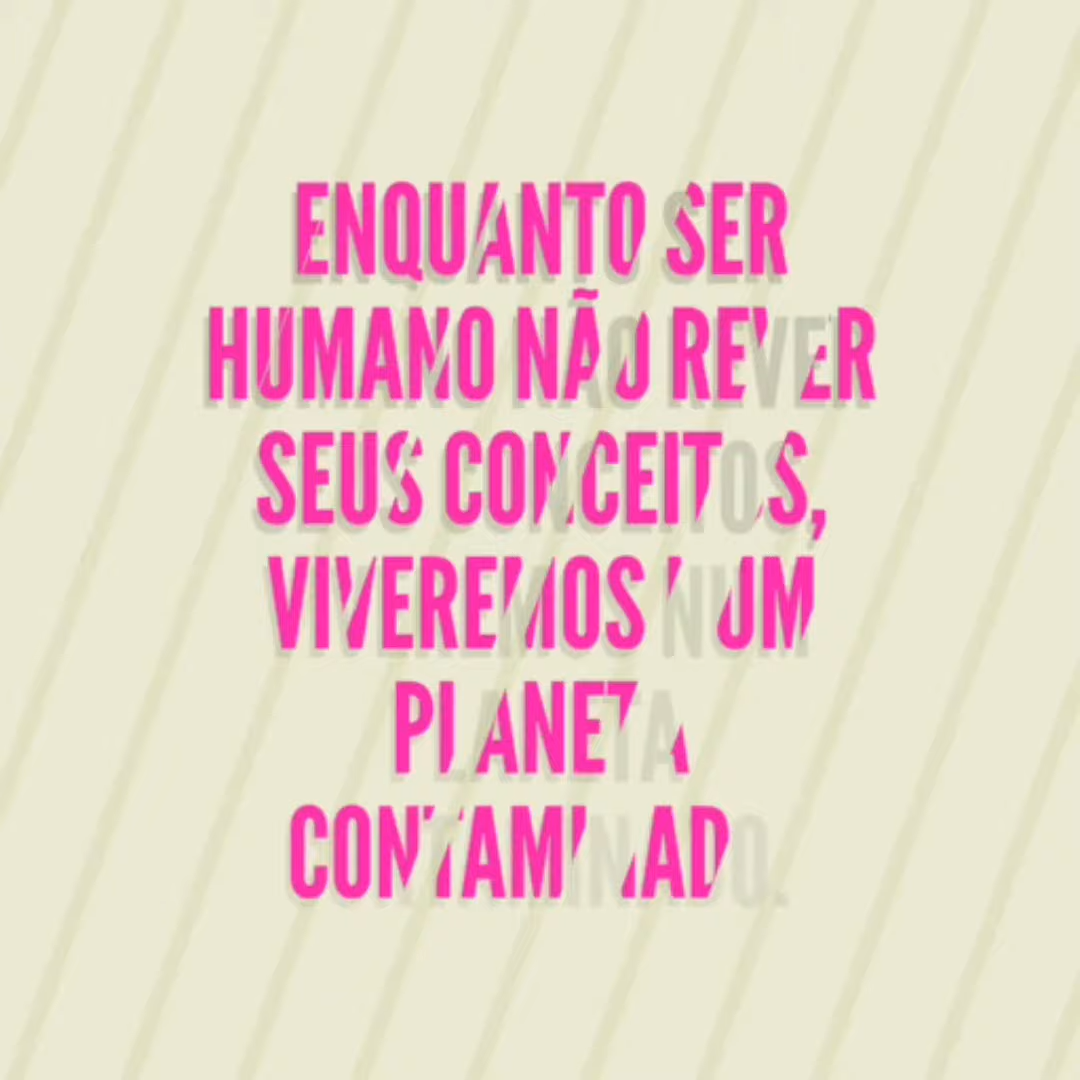 ENQUANTO SER
HUMANO NÃO REVER
SEUS CONCEITOS,
VIVEREMOS NUM
PLANETA
CONTAMINADO.